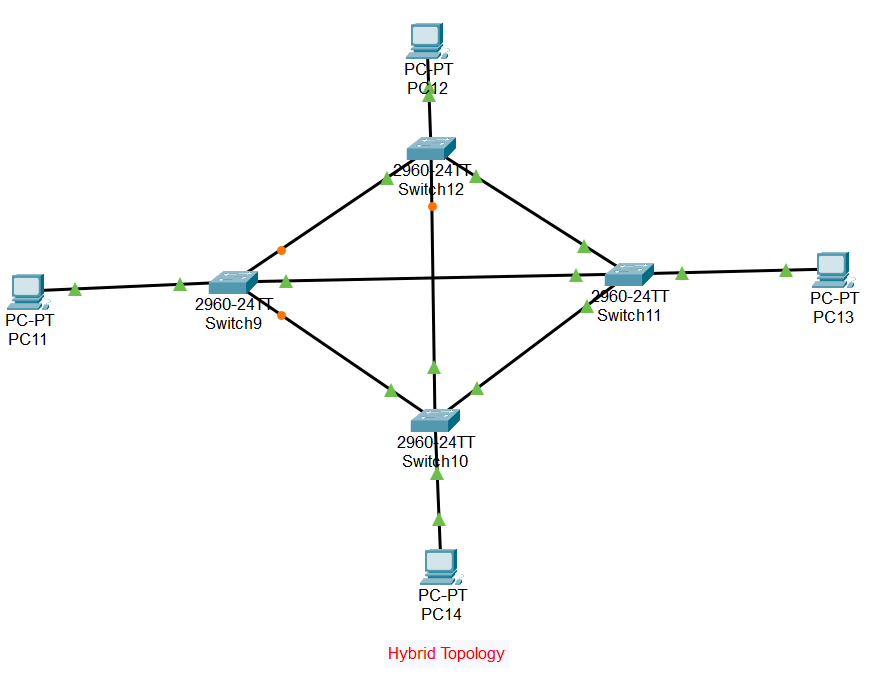 PC-PT
PC12
2960-24TT
Switch12
2960-24TT
Switch9
2960-24TT
Switch11
PC-PT
PC11
PC-PT
PC13
2960-24TT
Switch10
PC-PT
PC14
Hybrid Topology